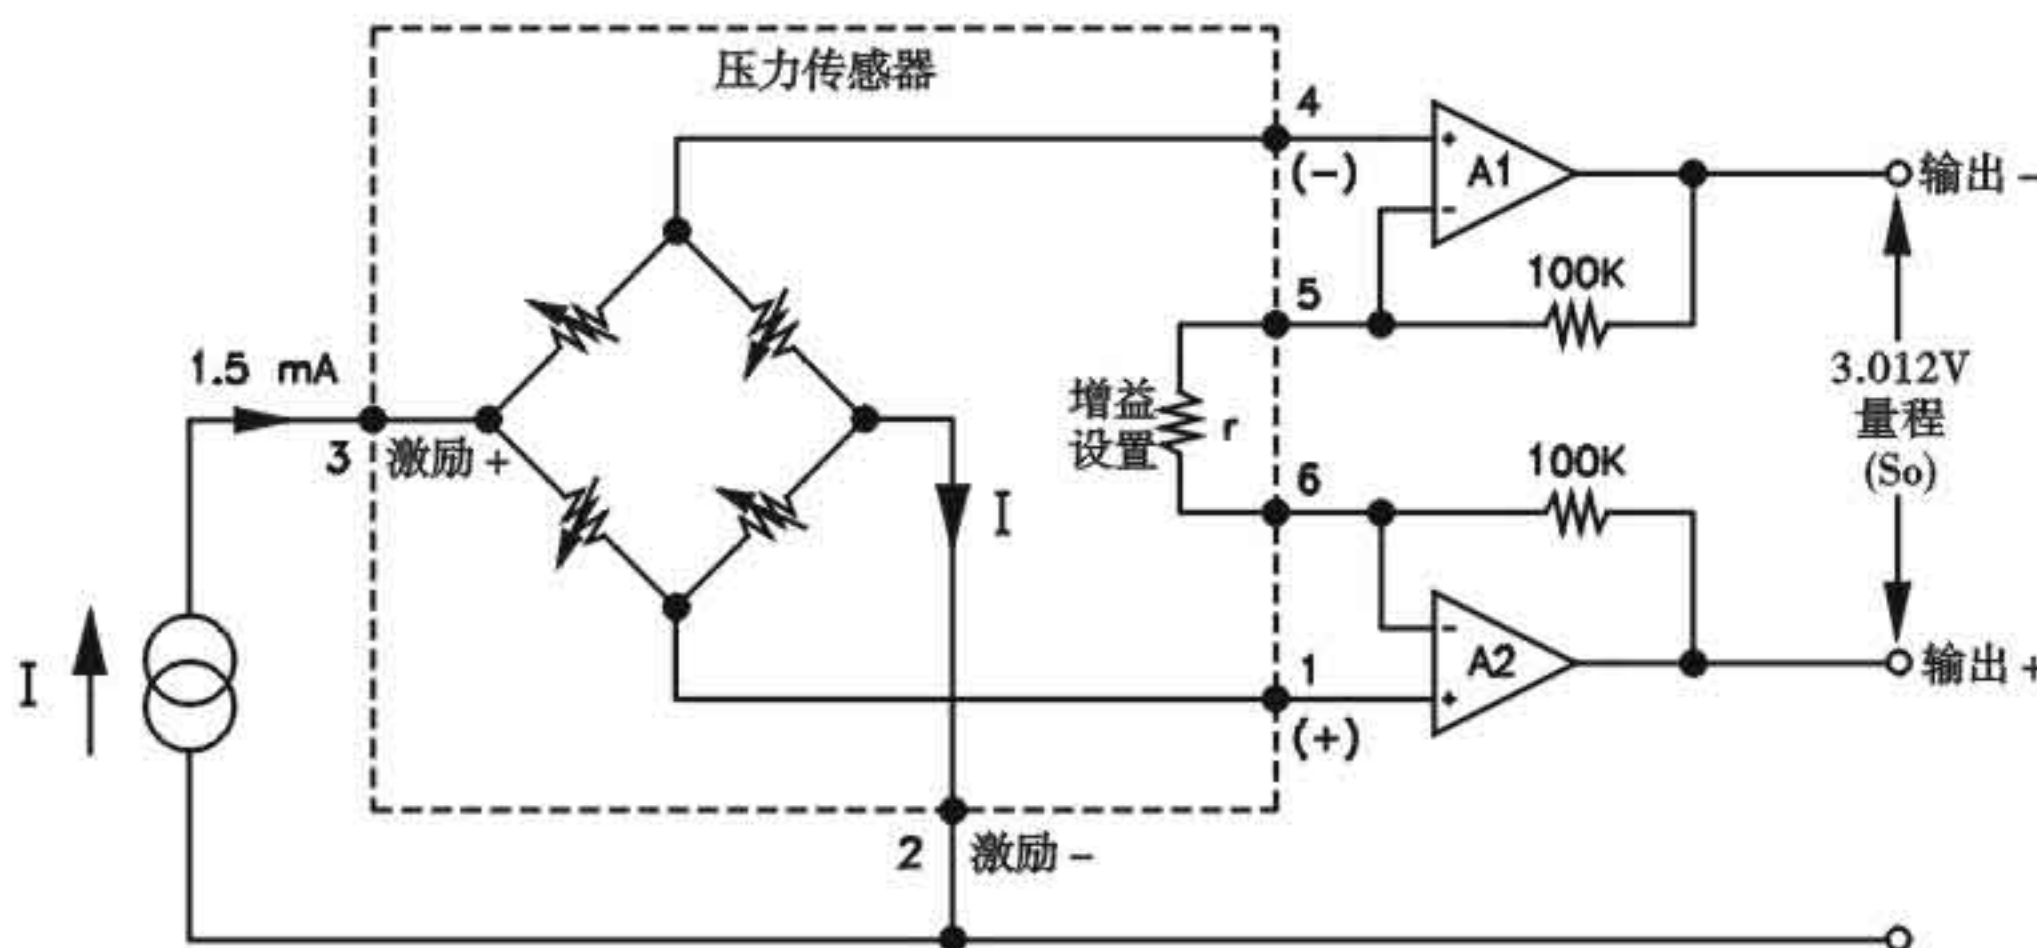 压力传感器
4
(-)
A1
输出 -
5
100K
1.5 mA
3
激励 +
增益
设置
r
3.012V
量程
(So)
6
100K
I
I
1
(+)
A2
输出 +
2
激励 -